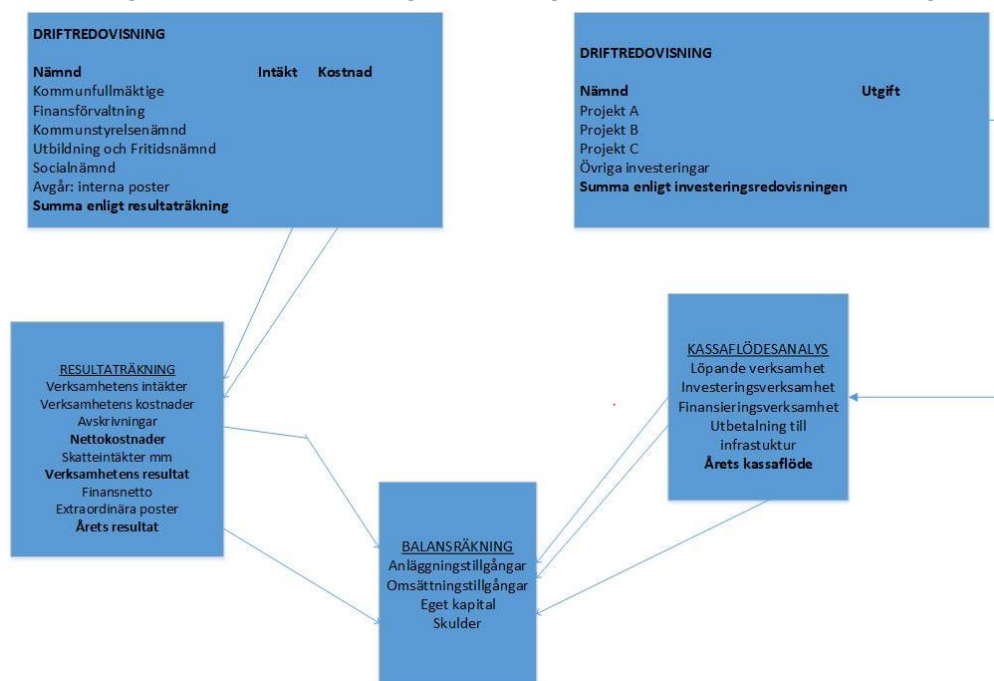 DRIFTREDOVISNING
Nämnd Intäkt Kostnad
Kommunfullmäktige
Finansförvaltning
Kommunstyrelsenämnd
Utbildning och Fritidsnämnd
Socialnämnd
Avgår: interna poster
Summa enligt resultaträkning
DRIFTREDOVISNING
Nämnd Utgift
Projekt A
Projekt B
Projekt C
Övriga investeringar
Summa enligt investeringsredovisningen
RESULTATRÄKNING
Verksamhetens intäkter
Verksamhetens kostnader
Avskrivningar
Nettokostnader
Skatteintäkter mm
Verksamhetens resultat
Finansnetto
Extraordinära poster
Årets resultat
KASSAFLÖDESANALYS
Löpande verksamhet
Investeringsverksamhet
Finansieringsverksamhet
Utbetalning till
infrastuktur
Årets kassaflöde
BALANSRÄKNING
Anläggningstillgångar
Omsättningstillgångar
Eget kapital
Skulder